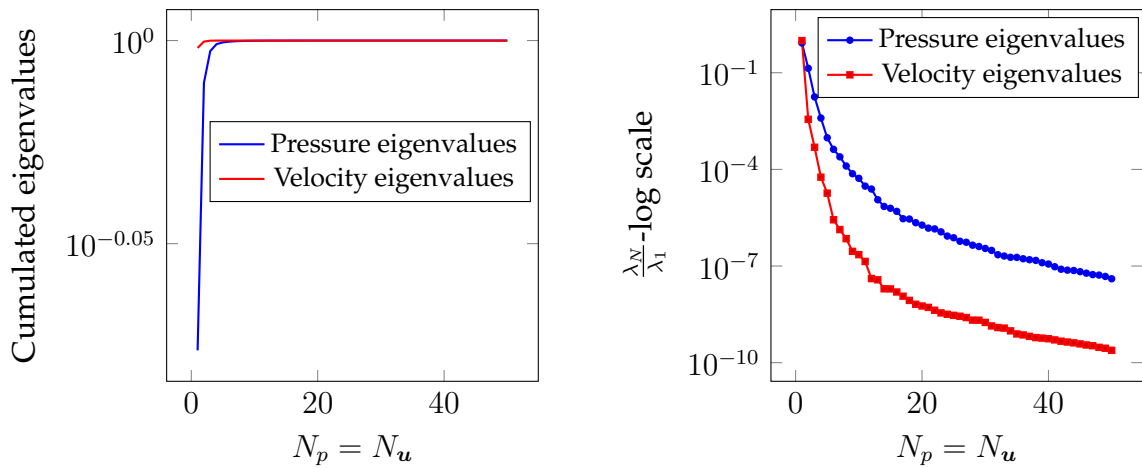 10^0
10^{-0.05}
Cumulated eigenvalues
Pressure eigenvalues
Velocity eigenvalues
0 20 40
N_p = N_u
10^{-1}
10^{-4}
10^{-7}
10^{-10}
λ_N/λ_1-log scale
Pressure eigenvalues
Velocity eigenvalues
0 20 40
N_p = N_u